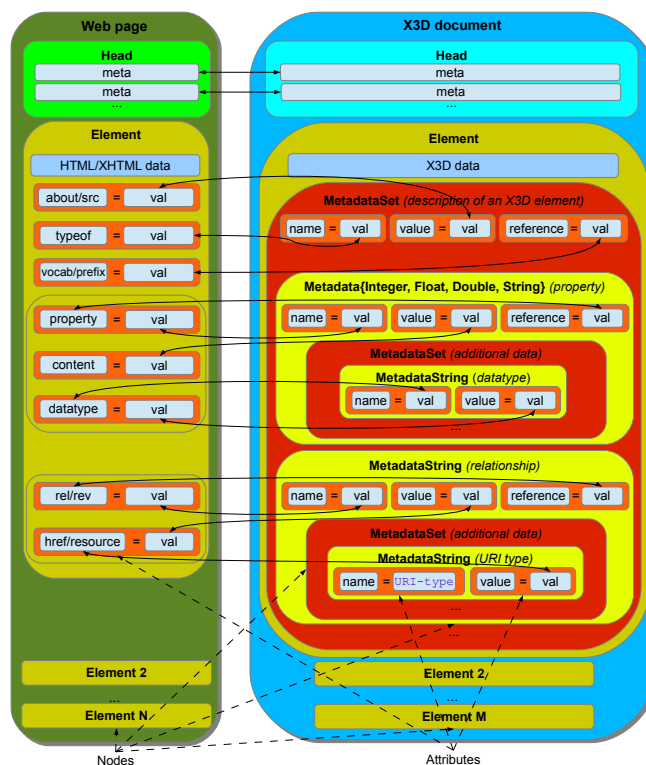 Web page
Head
meta
meta
...
Element
HTML/XHTML data
about/src = val
typeof = val
vocab/prefix = val
property = val
content = val
datatype = val
rel/rev = val
href/resource = val
Element 2
...
Element N
X3D document
Head
meta
meta
...
Element
X3D data
MetadataSet (description of an X3D element)
name = val value = val reference = val
Metadata{Integer, Float, Double, String} (property)
name = val value = val reference = val
MetadataSet (additional data)
MetadataString (datatype)
name = val value = val
...
MetadataString (relationship)
name = val value = val reference = val
MetadataSet (additional data)
MetadataString (URI type)
name = URI-type value = val
...
...
Element 2
...
Element M
Nodes
Attributes